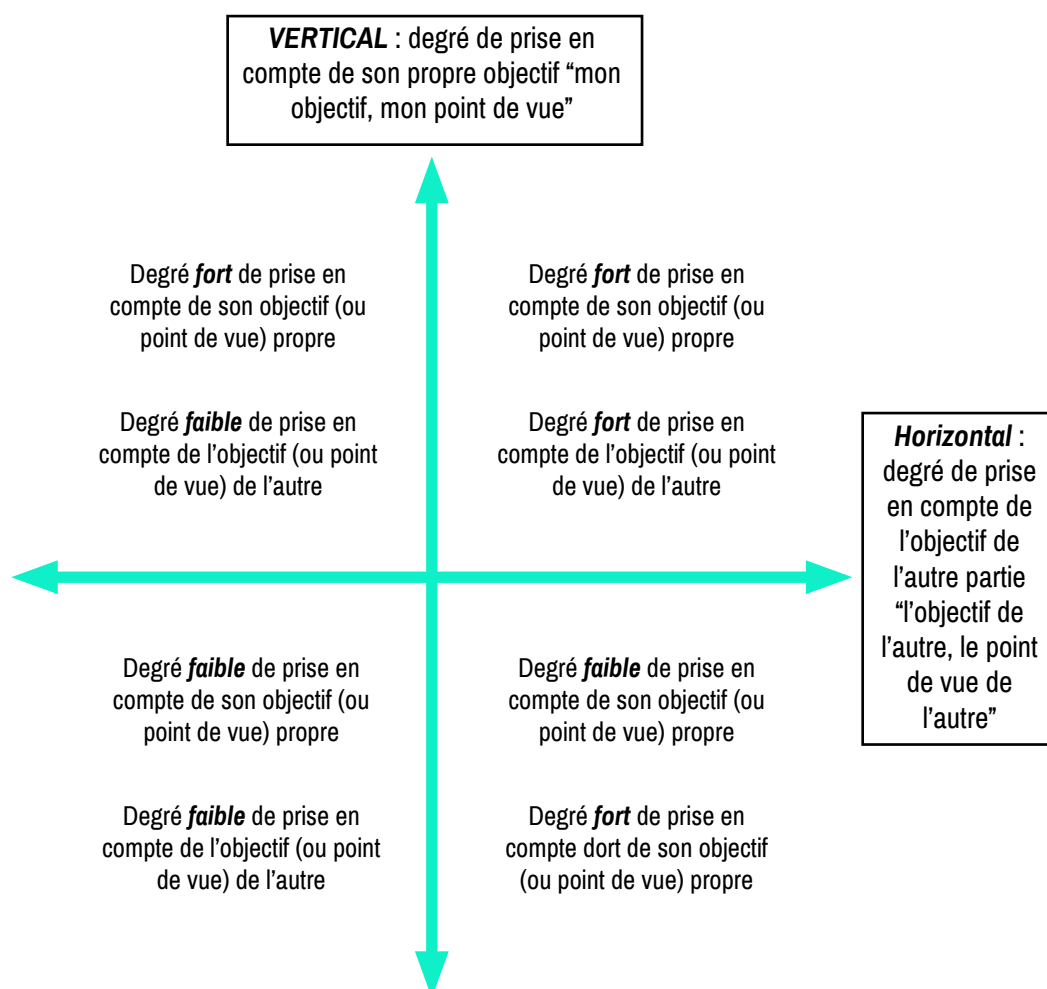 VERTICAL : degré de prise en
compte de son propre objectif “mon
objectif, mon point de vue”
Degré fort de prise en
compte de son objectif (ou
point de vue) propre
Degré fort de prise en
compte de son objectif (ou
point de vue) propre
Degré faible de prise en
compte de l’objectif (ou point
de vue) de l’autre
Degré fort de prise en
compte de l’objectif (ou point
de vue) de l’autre
Horizontal :
degré de prise
en compte de
l’objectif de
l’autre partie
“l’objectif de
l’autre, le point
de vue de
l’autre”
Degré faible de prise en
compte de son objectif (ou
point de vue) propre
Degré faible de prise en
compte de son objectif (ou
point de vue) propre
Degré faible de prise en
compte de l’objectif (ou point
de vue) de l’autre
Degré fort de prise en
compte dort de son objectif
(ou point de vue) propre